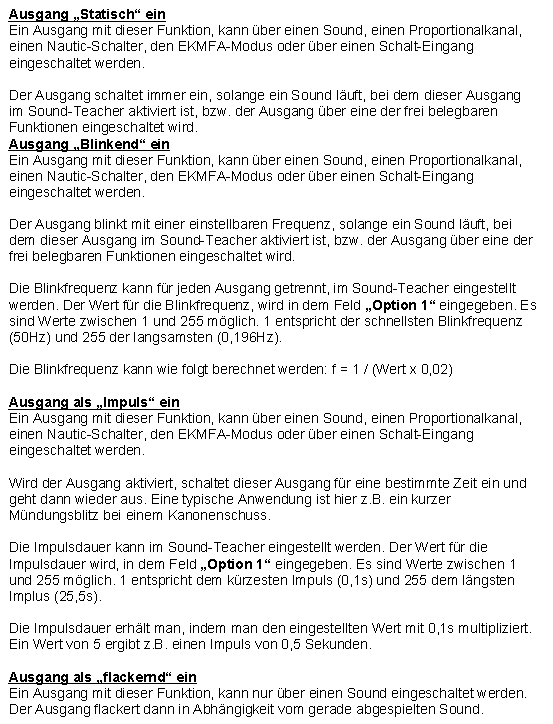 Ausgang „Statisch“ ein
Ein Ausgang mit dieser Funktion, kann über einen Sound, einen Proportionalkanal,
einen Nautic-Schalter, den EKMFA-Modus oder über einen Schalt-Eingang
eingeschaltet werden.
Der Ausgang schaltet immer ein, solange ein Sound läuft, bei dem dieser Ausgang
im Sound-Teacher aktiviert ist, bzw. der Ausgang über eine der frei belegbaren
Funktionen eingeschaltet wird.
Ausgang „Blinkend“ ein
Ein Ausgang mit dieser Funktion, kann über einen Sound, einen Proportionalkanal,
einen Nautic-Schalter, den EKMFA-Modus oder über einen Schalt-Eingang
eingeschaltet werden.
Der Ausgang blinkt mit einer einstellbaren Frequenz, solange ein Sound läuft, bei
dem dieser Ausgang im Sound-Teacher aktiviert ist, bzw. der Ausgang über eine der
frei belegbaren Funktionen eingeschaltet wird.
Die Blinkfrequenz kann für jeden Ausgang getrennt, im Sound-Teacher eingestellt
werden. Der Wert für die Blinkfrequenz, wird in dem Feld „Option 1“ eingegeben. Es
sind Werte zwischen 1 und 255 möglich. 1 entspricht der schnellsten Blinkfrequenz
(50Hz) und 255 der langsamsten (0,196Hz).
Die Blinkfrequenz kann wie folgt berechnet werden: f = 1 / (Wert x 0,02)
Ausgang als „Impuls“ ein
Ein Ausgang mit dieser Funktion, kann über einen Sound, einen Proportionalkanal,
einen Nautic-Schalter, den EKMFA-Modus oder über einen Schalt-Eingang
eingeschaltet werden.
Wird der Ausgang aktiviert, schaltet dieser Ausgang für eine bestimmte Zeit ein und
geht dann wieder aus. Eine typische Anwendung ist hier z.B. ein kurzer
Mündungsblitz bei einem Kanonenschuss.
Die Impulsdauer kann im Sound-Teacher eingestellt werden. Der Wert für die
Impulsdauer wird, in dem Feld „Option 1“ eingegeben. Es sind Werte zwischen 1
und 255 möglich. 1 entspricht dem kürzesten Impuls (0,1s) und 255 dem längsten
Implus (25,5s).
Die Impulsdauer erhält man, indem man den eingestellten Wert mit 0,1s multipliziert.
Ein Wert von 5 ergibt z.B. einen Impuls von 0,5 Sekunden.
Ausgang als „flackernd“ ein
Ein Ausgang mit dieser Funktion, kann nur über einen Sound eingeschaltet werden.
Der Ausgang flackert dann in Abhängigkeit vom gerade abgespielten Sound.